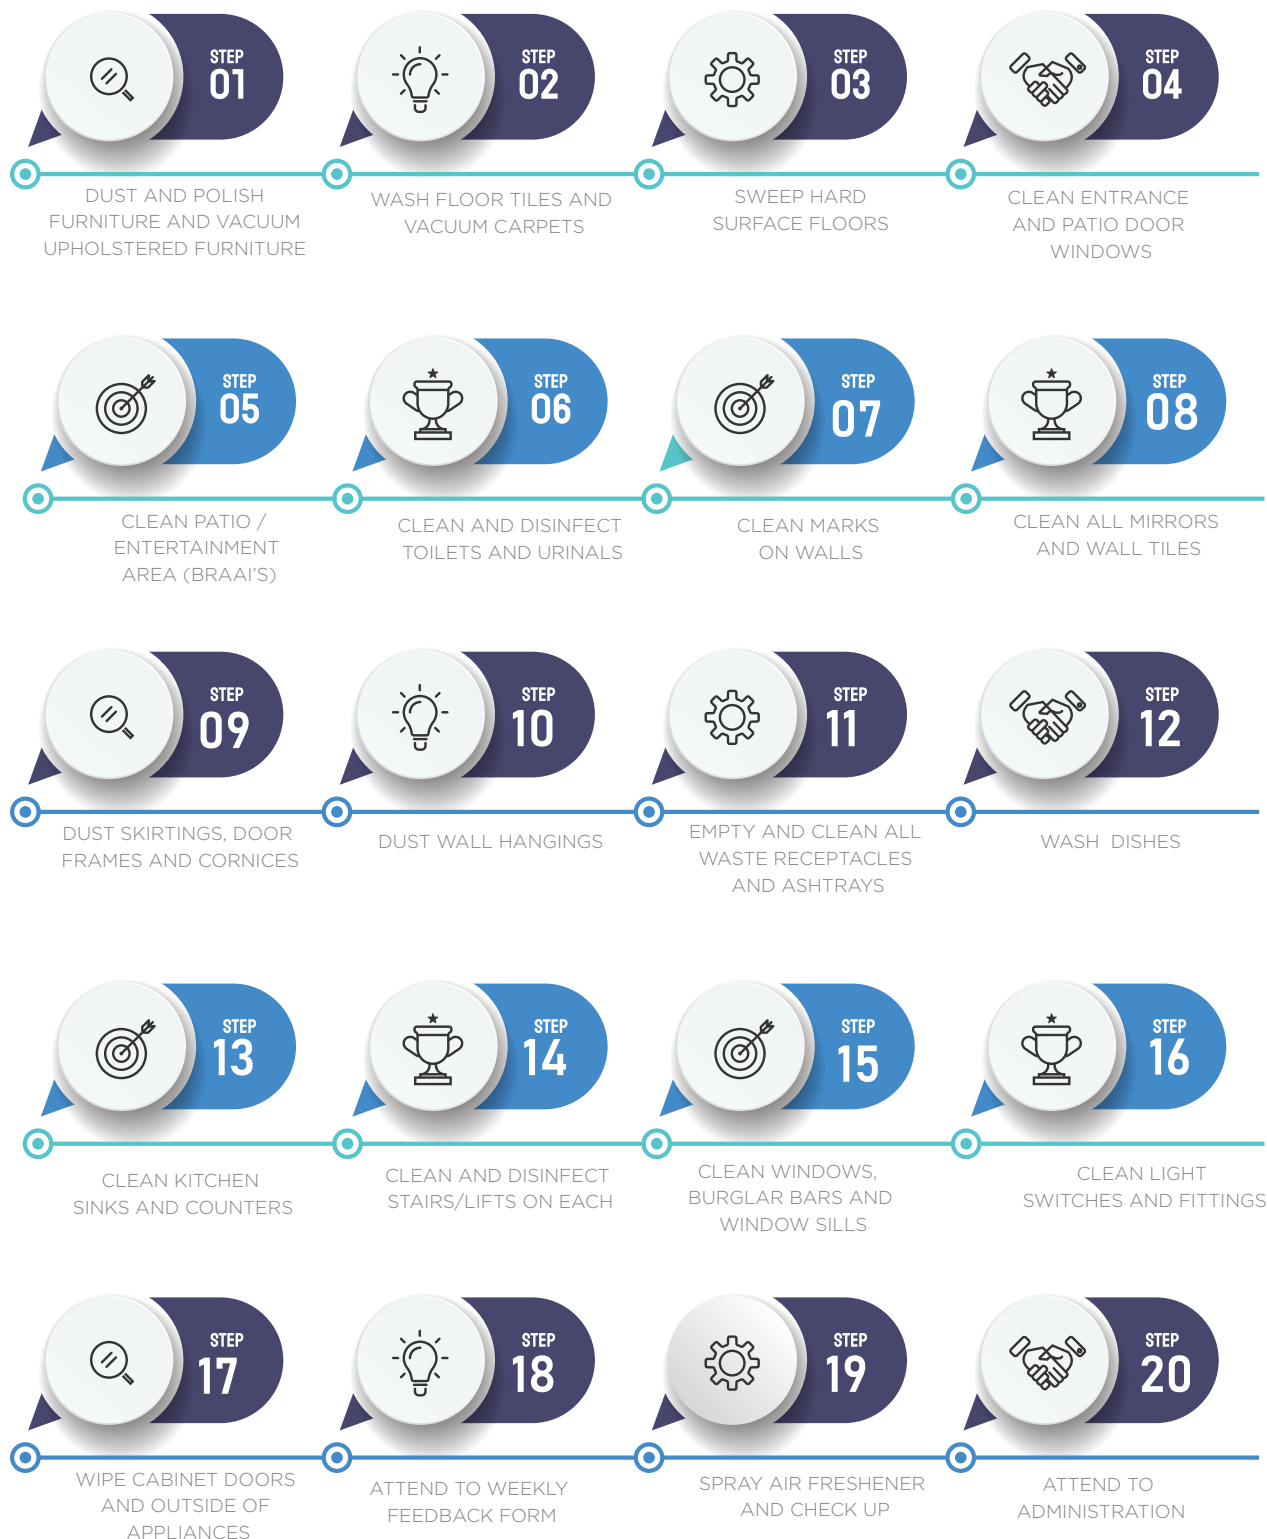 STEP
01
DUST AND POLISH
FURNITURE AND VACUUM
UPHOLSTERED FURNITURE
STEP
02
WASH FLOOR TILES AND
VACUUM CARPETS
STEP
03
SWEEP HARD
SURFACE FLOORS
STEP
04
CLEAN ENTRANCE
AND PATIO DOOR
WINDOWS
STEP
05
CLEAN PATIO /
ENTERTAINMENT
AREA (BRAAI'S)
STEP
06
CLEAN AND DISINFECT
TOILETS AND URINALS
STEP
07
CLEAN MARKS
ON WALLS
STEP
08
CLEAN ALL MIRRORS
AND WALL TILES
STEP
09
DUST SKIRTINGS, DOOR
FRAMES AND CORNICES
STEP
10
DUST WALL HANGINGS
STEP
11
EMPTY AND CLEAN ALL
WASTE RECEPTACLES
AND ASHTRAYS
STEP
12
WASH DISHES
STEP
13
CLEAN KITCHEN
SINKS AND COUNTERS
STEP
14
CLEAN AND DISINFECT
STAIRS/LIFTS ON EACH
STEP
15
CLEAN WINDOWS,
BURGLAR BARS AND
WINDOW SILLS
STEP
16
CLEAN LIGHT
SWITCHES AND FITTINGS
STEP
17
WIPE CABINET DOORS
AND OUTSIDE OF
APPLIANCES
STEP
18
ATTEND TO WEEKLY
FEEDBACK FORM
STEP
19
SPRAY AIR FRESHENER
AND CHECK UP
STEP
20
ATTEND TO
ADMINISTRATION